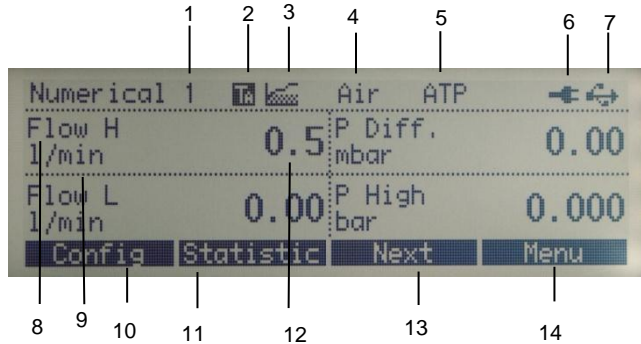 1 2 3 4 5 6 7
Numerical 1 TA Air ATP
Flow H 0.5 P Diff. 0.00
l/min mbar
Flow L 0.00 P High 0.000
l/min bar
Config Statistic Next Menu
8 9 10 11 12 13 14